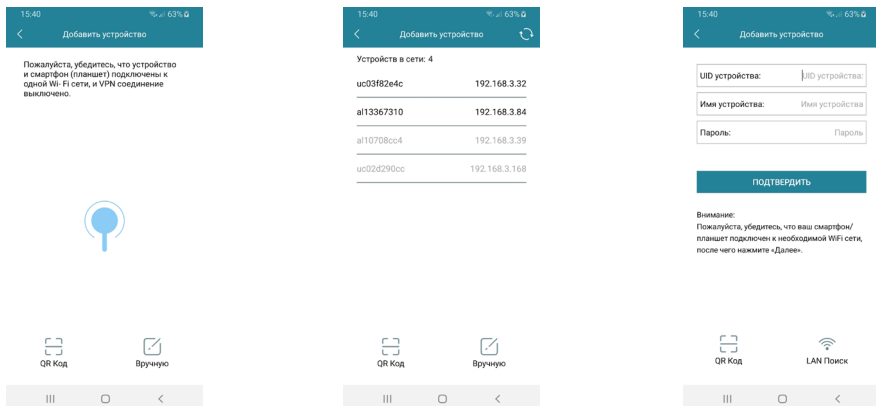 15:40 63%
Добавить устройство
Пожалуйста, убедитесь, что устройство
и смартфон (планшет) подключены к
одной Wi- Fi сети, и VPN соединение
выключено.
QR Код Вручную
15:40 63%
Добавить устройство
Устройств в сети: 4
uc03f82e4c 192.168.3.32
al13367310 192.168.3.84
al10708cc4 192.168.3.39
uc02d290cc 192.168.3.168
QR Код Вручную
15:40 63%
Добавить устройство
UID устройства: UID устройства:
Имя устройства: Имя устройства
Пароль: Пароль
ПОДТВЕРДИТЬ
Внимание:
Пожалуйста, убедитесь, что ваш смартфон/
планшет подключен к необходимой WiFi сети,
после чего нажмите «Далее».
QR Код LAN Поиск